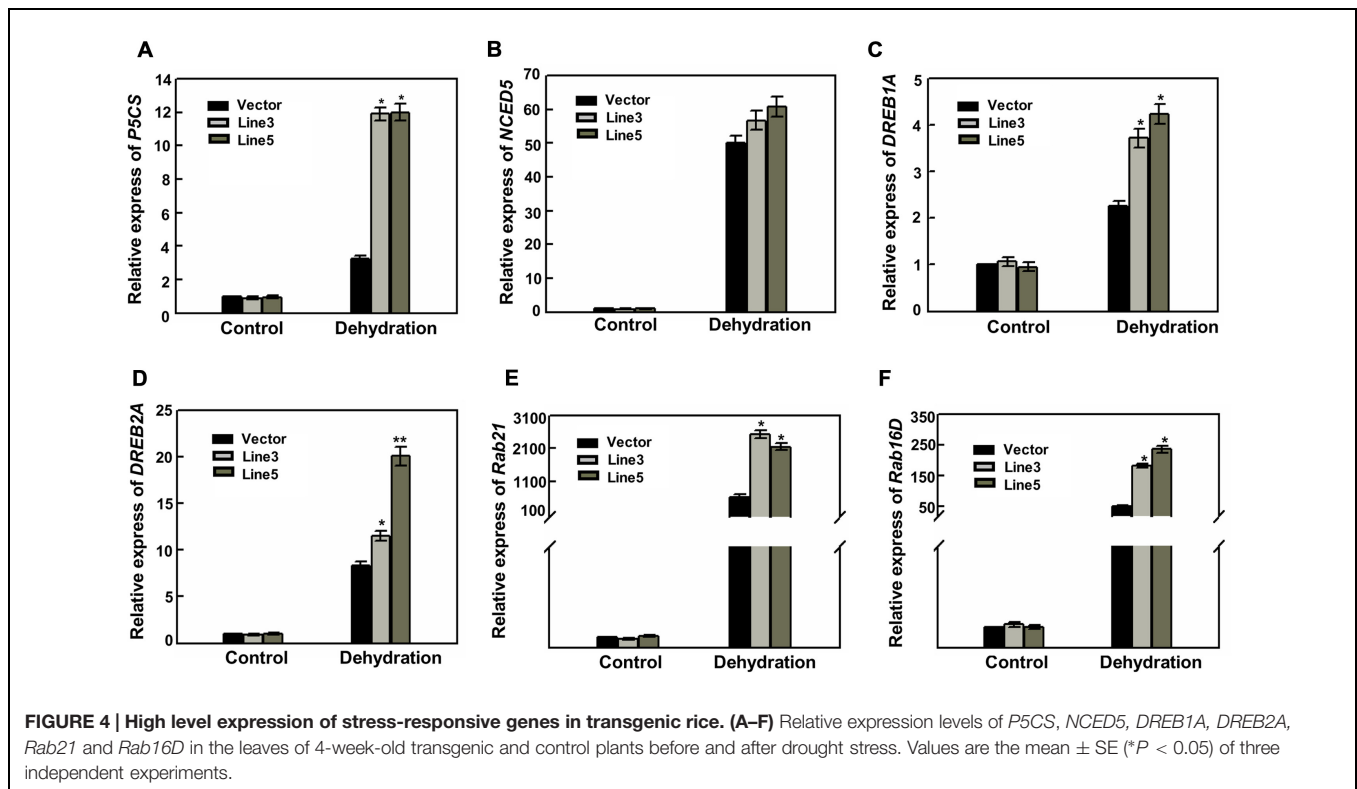 A
Relative express of P5CS
14
12
10
8
6
4
2
0
Vector
Line3
Line5
* *
Control Dehydration
B
Relative express of NCED5
70
60
50
40
30
20
10
0
Vector
Line3
Line5
Control Dehydration
C
Relative express of DREB1A
5
4
3
2
1
0
Vector
Line3
Line5
* *
Control Dehydration
D
Relative express of DREB2A
25
20
15
10
5
0
Vector
Line3
Line5
* **
Control Dehydration
E
Relative express of Rab21
3100
2100
1100
100
Vector
Line3
Line5
* *
Control Dehydration
F
Relative express of Rab16D
350
250
150
50
Vector
Line3
Line5
* *
Control Dehydration
FIGURE 4 | High level expression of stress-responsive genes in transgenic rice. (A–F) Relative expression levels of P5CS, NCED5, DREB1A, DREB2A,
Rab21 and Rab16D in the leaves of 4-week-old transgenic and control plants before and after drought stress. Values are the mean ± SE (*P < 0.05) of three
independent experiments.